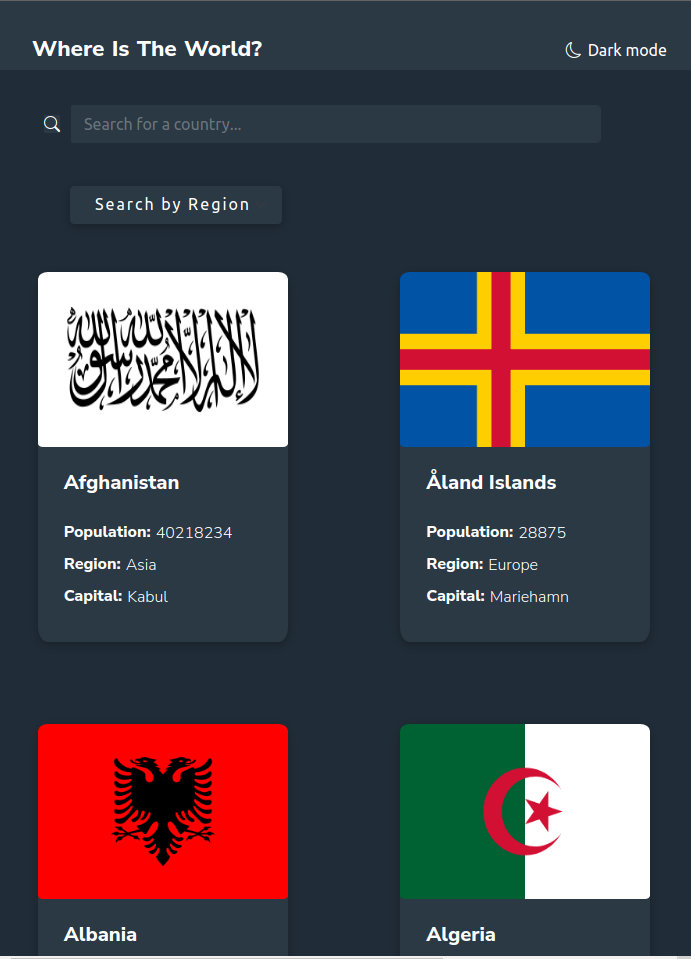 Where Is The World?
Dark mode
Search for a country...
Search by Region
لا إله إلا الله محمد رسول الله
Afghanistan
Population: 40218234
Region: Asia
Capital: Kabul
Åland Islands
Population: 28875
Region: Europe
Capital: Mariehamn
Albania
Algeria